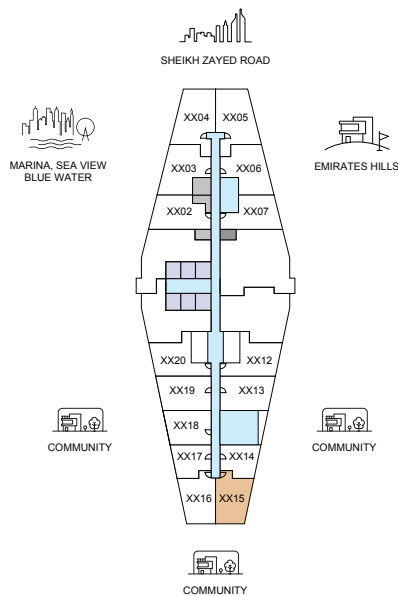 SHEIKH ZAYED ROAD
XX04 XX05
MARINA, SEA VIEW
BLUE WATER
EMIRATES HILLS
XX03 XX06
XX02 XX07
XX20 XX12
XX19 XX13
XX18
COMMUNITY
COMMUNITY
XX17 XX14
XX16 XX15
COMMUNITY